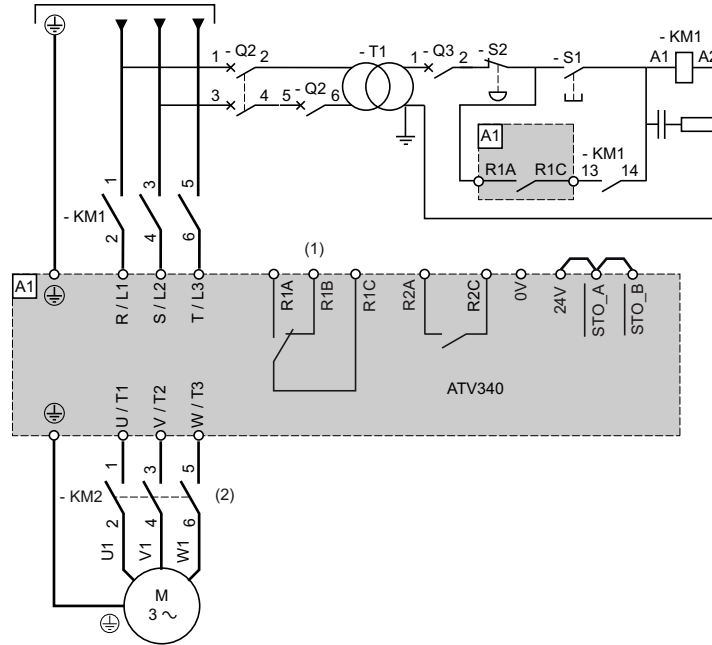 1 - Q2 2 - T1 1 - Q3 2 - S2 - S1 - KM1
A1 A2
3 4 5 - Q2 6
A1
R1A R1C 13 - KM1 14
1 3 5
- KM1
2 4 6
(1)
A1
R / L1 S / L2 T / L3 R1A R1B R1C R2A R2C 0V 24V STO_A STO_B
ATV340
U / T1 V / T2 W / T3
1 3 5
- KM2 (2)
2 4 6
U1 V1 W1
M
3 ~